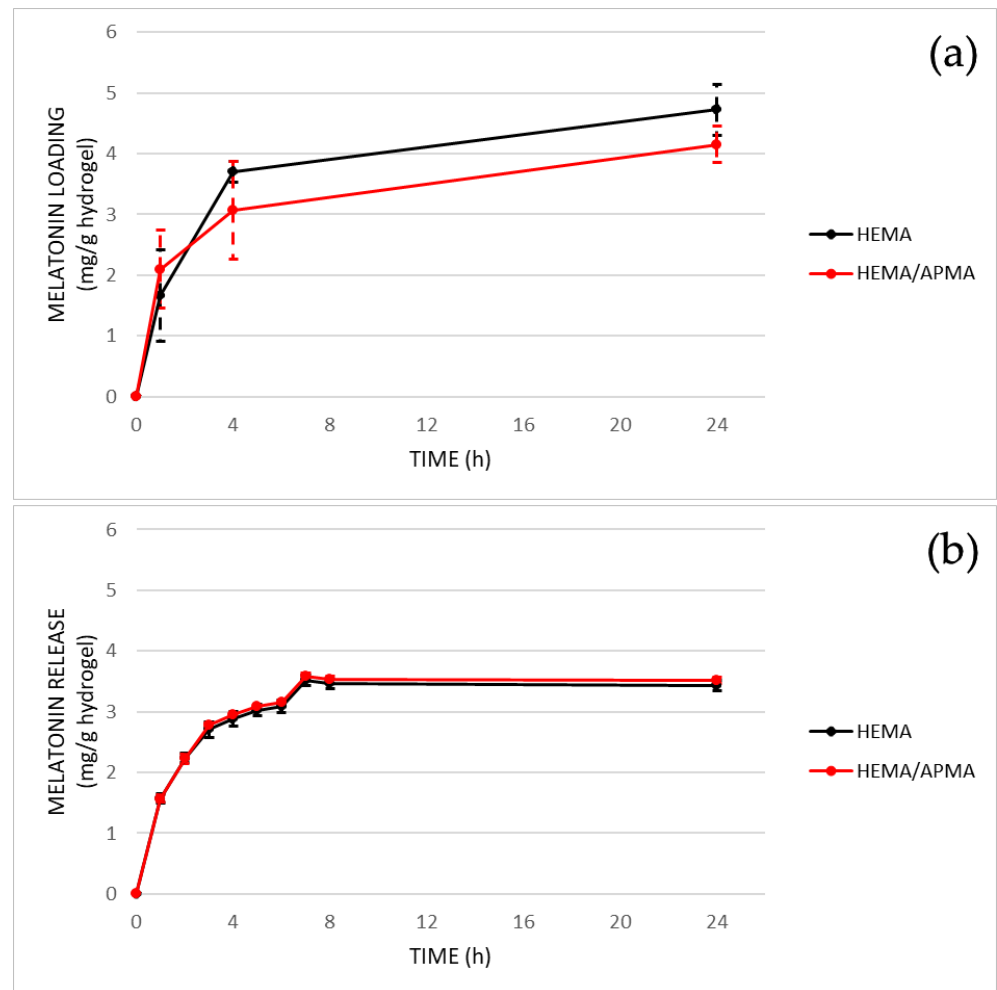 (a)
MELATONIN LOADING
(mg/g hydrogel)
6
5
4
3
2
1
0
0 4 8 12 16 20 24
TIME (h)
HEMA
HEMA/APMA
(b)
MELATONIN RELEASE
(mg/g hydrogel)
6
5
4
3
2
1
0
0 4 8 12 16 20 24
TIME (h)
HEMA
HEMA/APMA